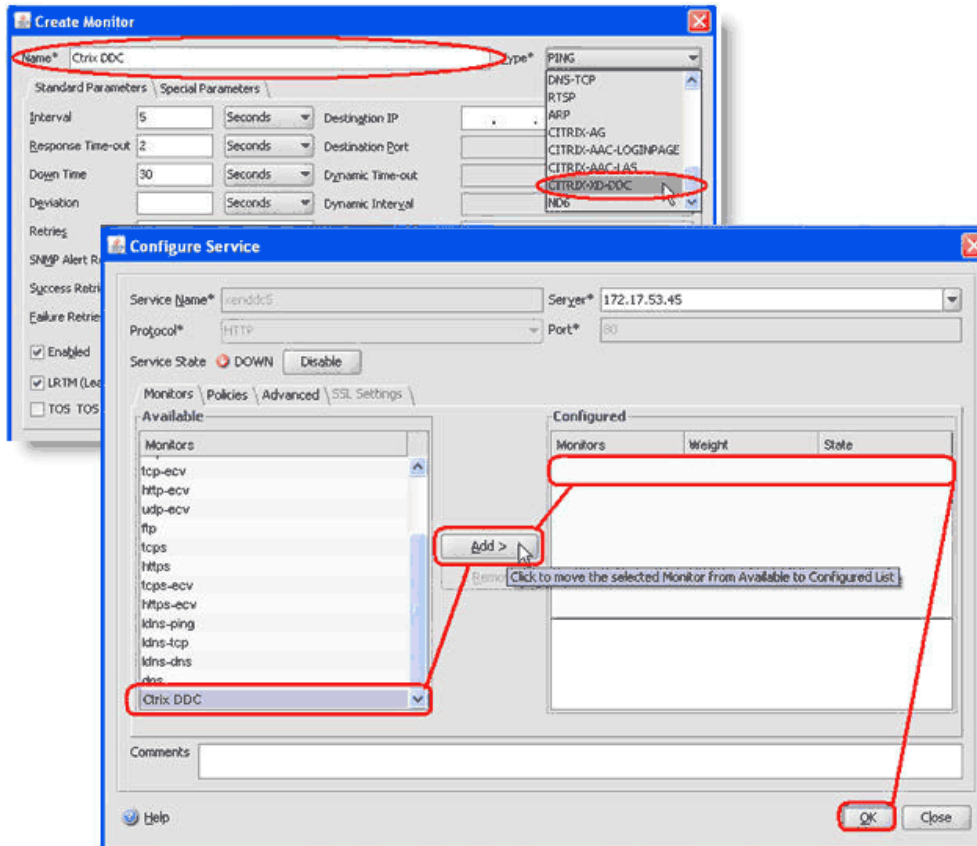 Create Monitor
Name* Ctrix DDC Type* PING
Standard Parameters Special Parameters
DNS-TCP
RTSP
ARP
CITRIX-AG
CITRIX-AAC-LOGINPAGE
CITRIX-AAC-LAS
CITRIX-XD-DDC
ND6
Interval 5 Seconds Destination IP . .
Response Time-out 2 Seconds Destination Port
Down Time 30 Seconds Dynamic Time-out
Deviation Seconds Dynamic Interval
Retries
SNMP Alert R
Success Retri
Failure Retrie
Enabled
LRTM (Lea
TOS TOS
Configure Service
Service Name* xenddc5 Server* 172.17.53.45
Protocol* HTTP Port* 80
Service State DOWN Disable
Monitors Policies Advanced SSL Settings
Available
Monitors
tcp-ecv
http-ecv
udp-ecv
ftp
tcps
https
tcps-ecv
https-ecv
ldns-ping
ldns-tcp
ldns-dns
dns
Ctrix DDC
Add >
Remo
Click to move the selected Monitor from Available to Configured List
Configured
Monitors Weight State
Comments
Help OK Close